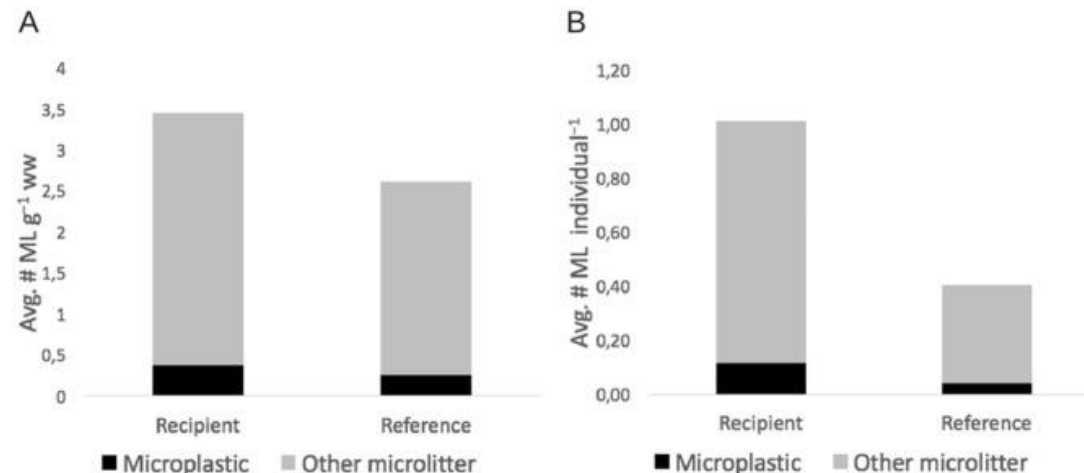 A
Avg. # ML g⁻¹ ww
4
3,5
3
2,5
2
1,5
1
0,5
0
Recipient Reference
Microplastic Other microlitter
B
Avg. # ML individual⁻¹
1,20
1,00
0,80
0,60
0,40
0,20
0,00
Recipient Reference
Microplastic Other microlitter